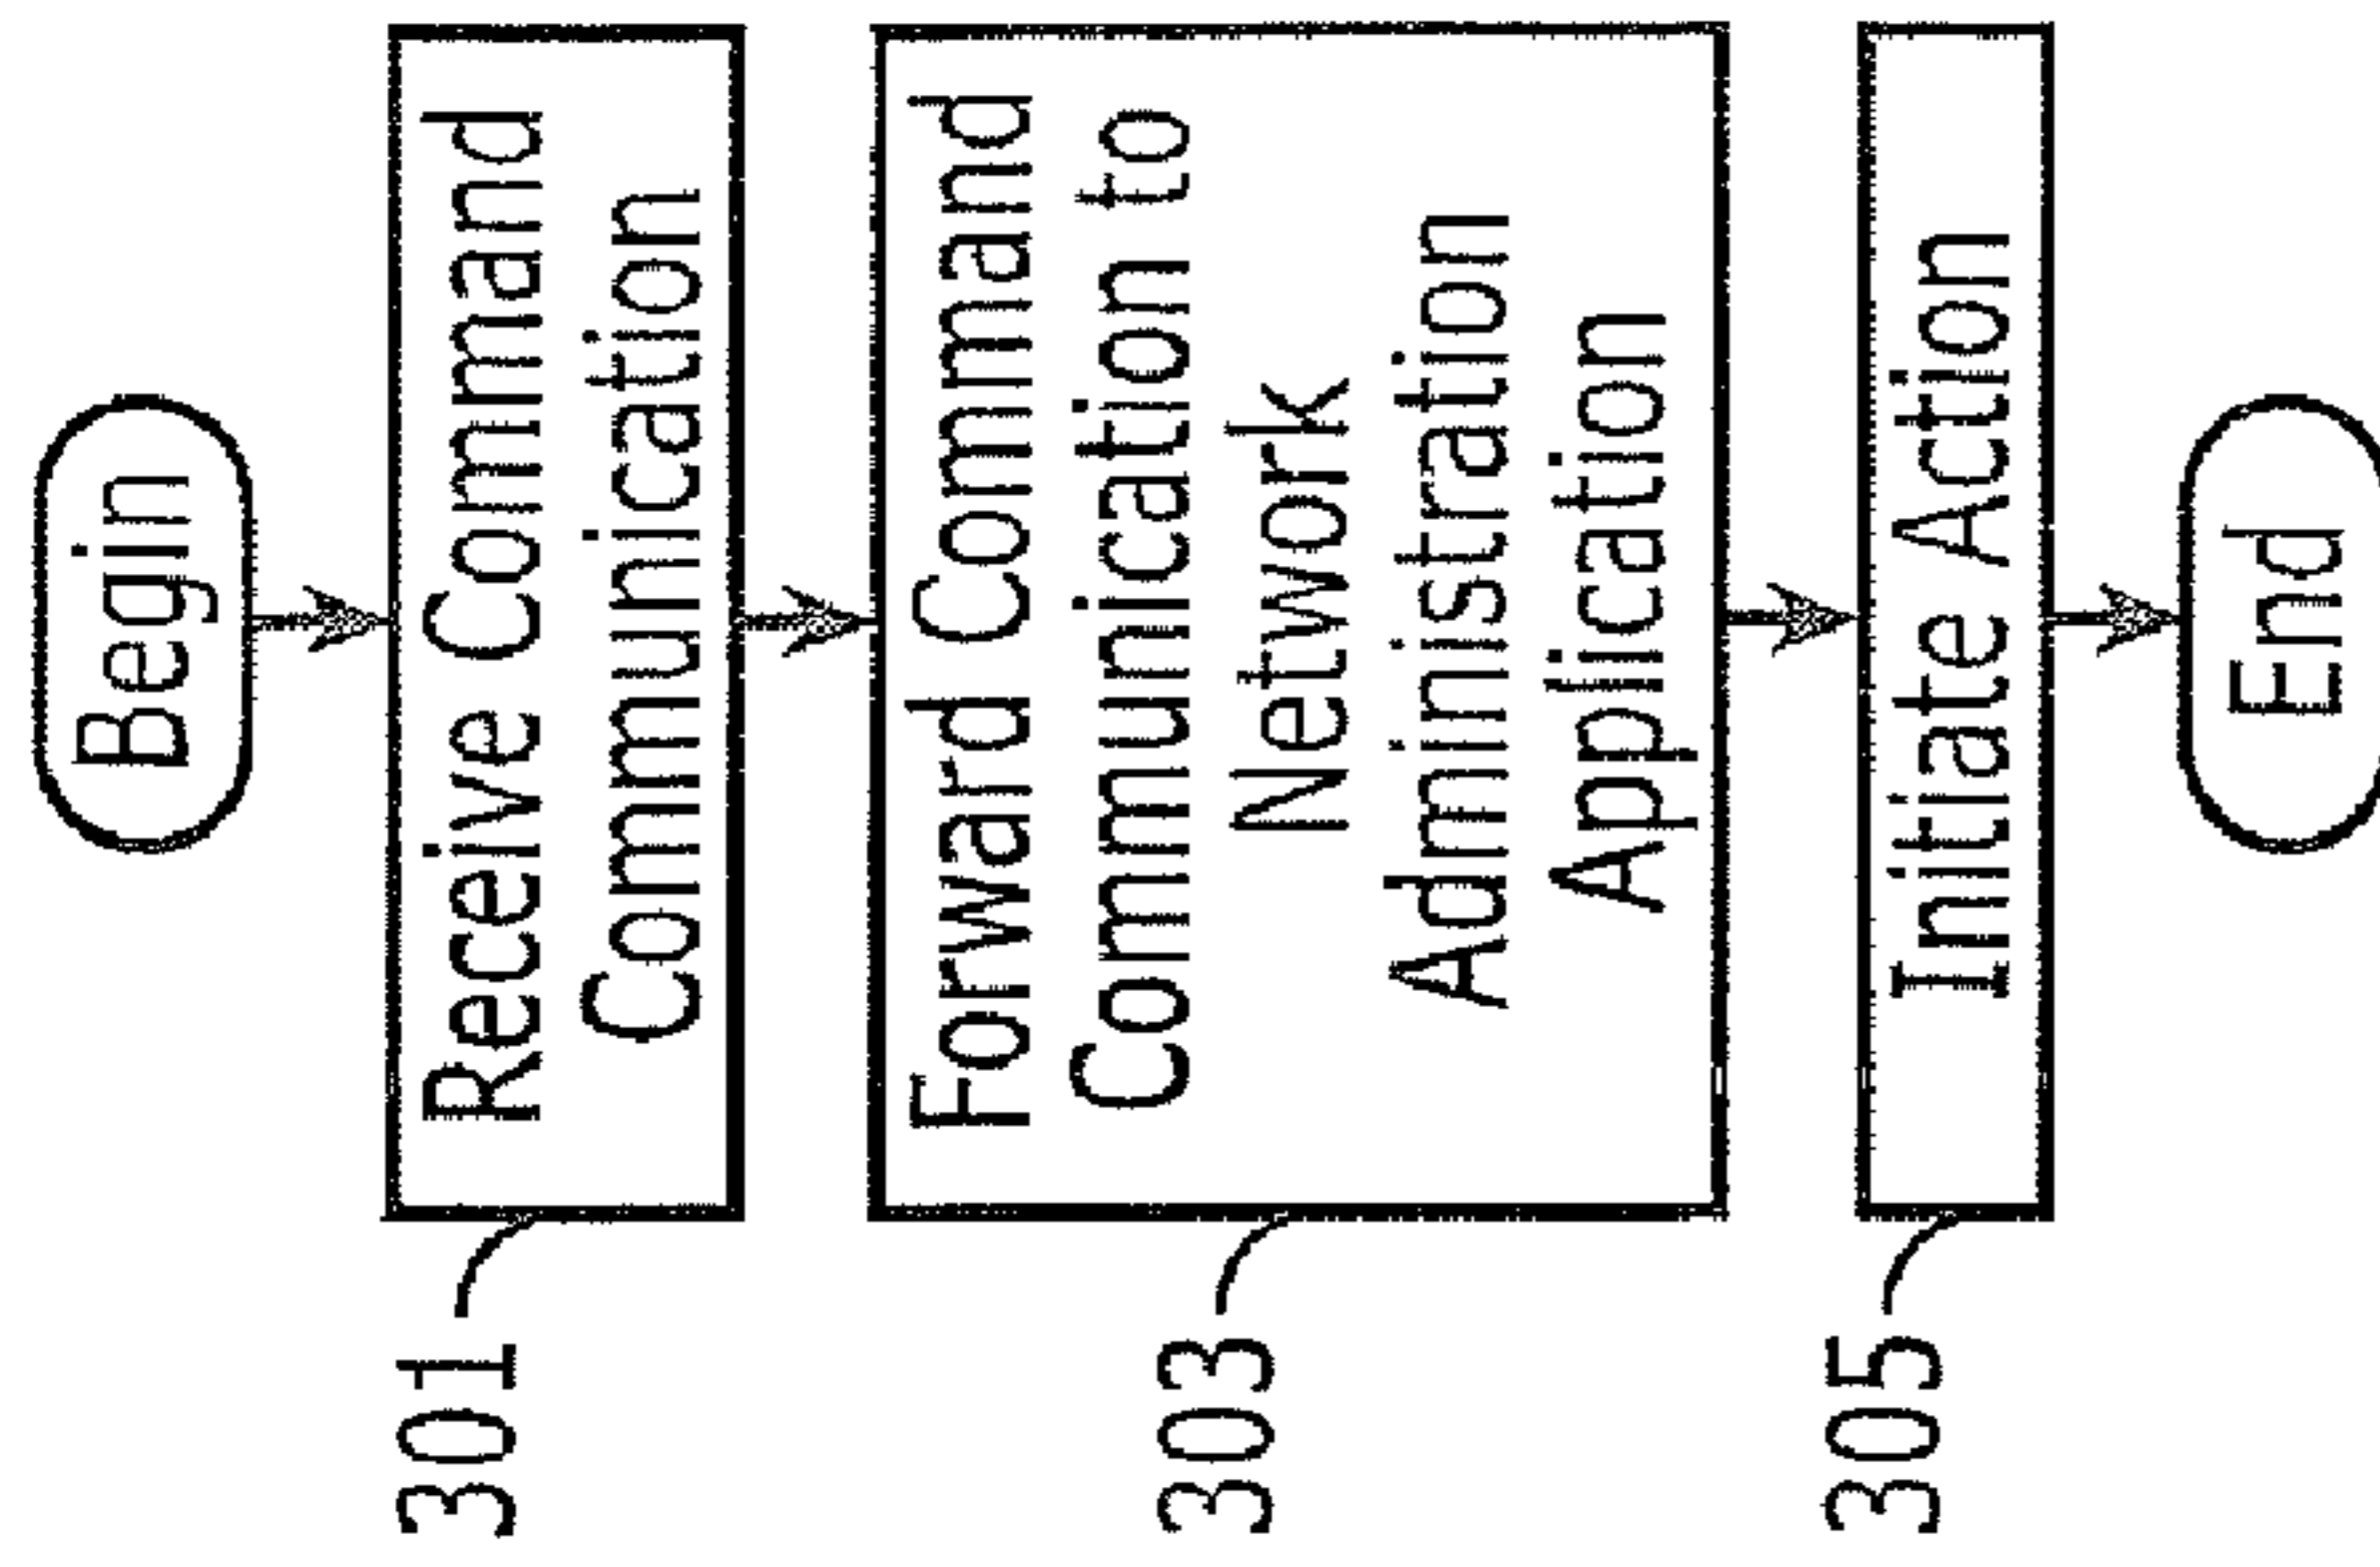 Begin
301
Receive Command
Communication
303
Forward Command
Communication to
Network
Administration
Application
305
Initiate Action
End